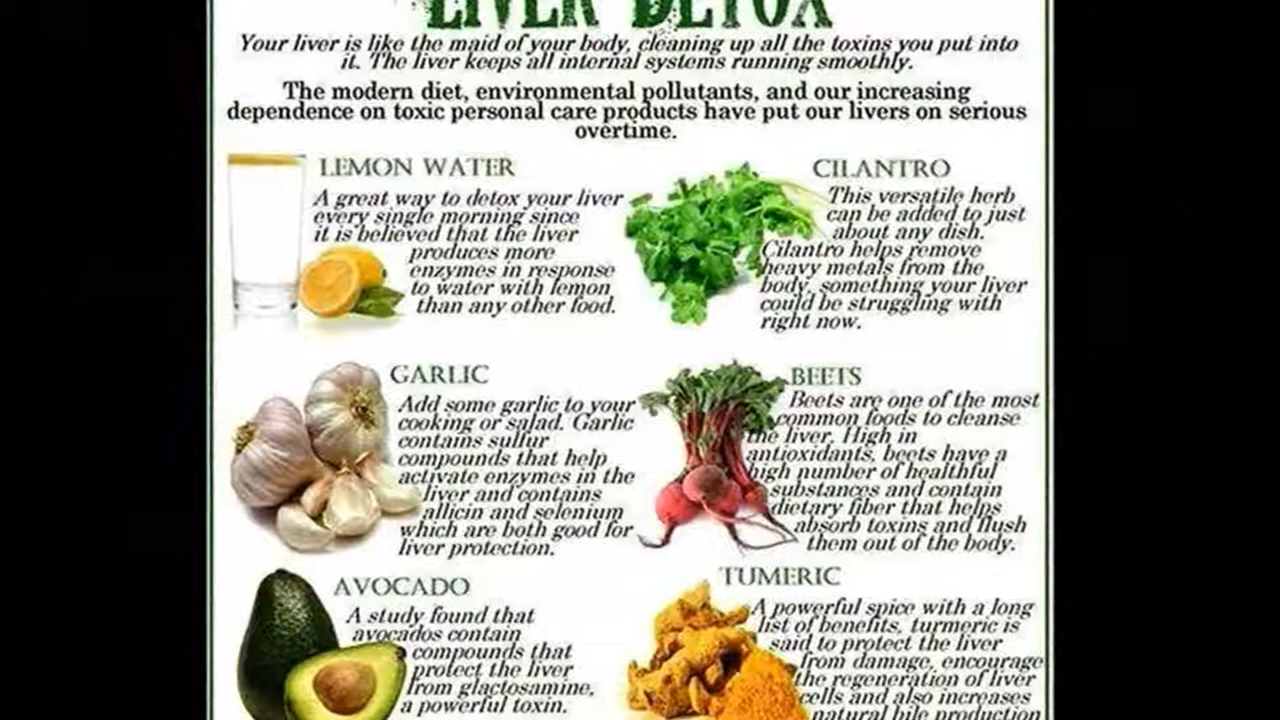 LIVER DETOX
Your liver is like the maid of your body, cleaning up all the toxins you put into
it. The liver keeps all internal systems running smoothly.
The modern diet, environmental pollutants, and our increasing
dependence on toxic personal care products have put our livers on serious
overtime.
LEMON WATER
A great way to detox your liver
every single morning since
it is believed that the liver
produces more
enzymes in response
to water with lemon
than any other food.
CILANTRO
This versatile herb
can be added to just
about any dish.
Cilantro helps remove
heavy metals from the
body, something your liver
could be struggling with
right now.
GARLIC
Add some garlic to your
cooking or salad. Garlic
contains sulfur
compounds that help
activate enzymes in the
liver and contains
allicin and selenium
which are both good for
liver protection.
BEETS
Beets are one of the most
common foods to cleanse
the liver. High in
antioxidants, beets have a
high number of healthful
substances and contain
dietary fiber that helps
absorb toxins and flush
them out of the body.
AVOCADO
A study found that
avocados contain
compounds that
protect the liver
from glactosamine,
a powerful toxin.
TUMERIC
A powerful spice with a long
list of benefits, turmeric is
said to protect the liver
from damage, encourage
the regeneration of liver
cells and also increases
natural bile production